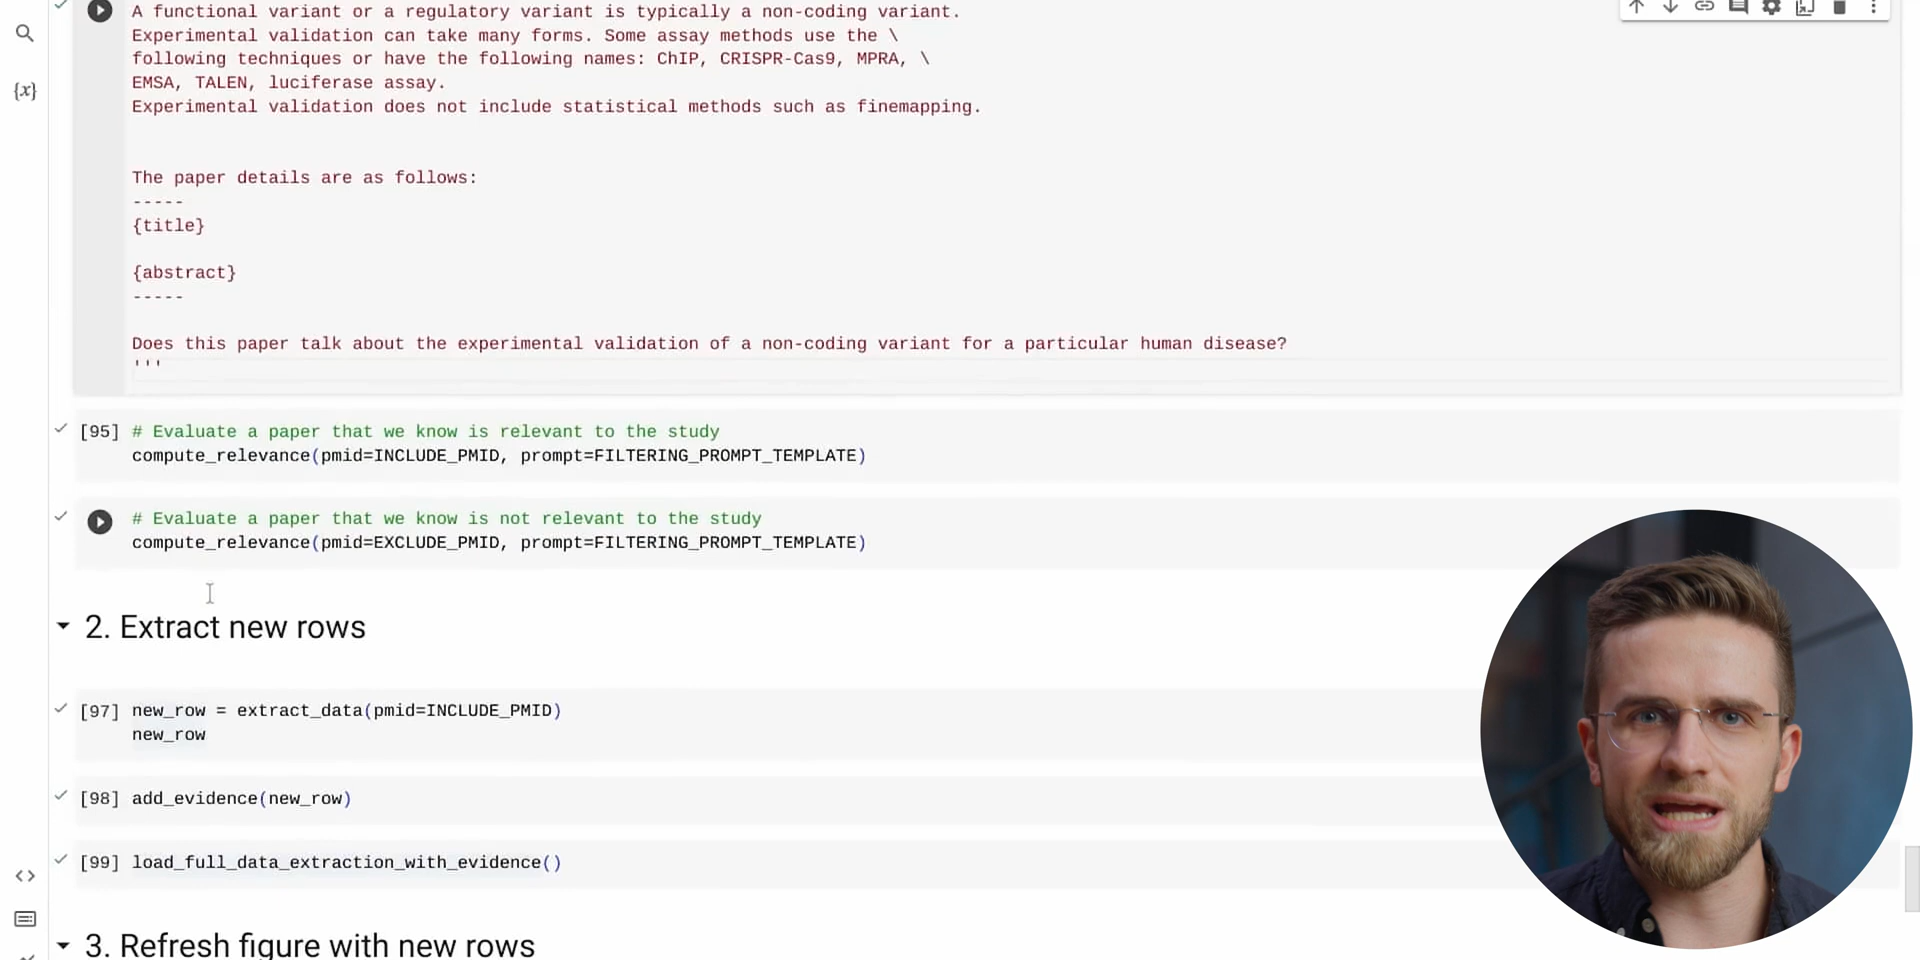 A functional variant or a regulatory variant is typically a non-coding variant.
Experimental validation can take many forms. Some assay methods use the \
following techniques or have the following names: ChIP, CRISPR-Cas9, MPRA, \
EMSA, TALEN, luciferase assay.
Experimental validation does not include statistical methods such as finemapping.
{x}
The paper details are as follows:
-----
{title}
{abstract}
-----
Does this paper talk about the experimental validation of a non-coding variant for a particular human disease?
'''
[95] # Evaluate a paper that we know is relevant to the study
compute_relevance(pmid=INCLUDE_PMID, prompt=FILTERING_PROMPT_TEMPLATE)
# Evaluate a paper that we know is not relevant to the study
compute_relevance(pmid=EXCLUDE_PMID, prompt=FILTERING_PROMPT_TEMPLATE)
2. Extract new rows
[97] new_row = extract_data(pmid=INCLUDE_PMID)
new_row
[98] add_evidence(new_row)
[99] load_full_data_extraction_with_evidence()
3. Refresh figure with new rows